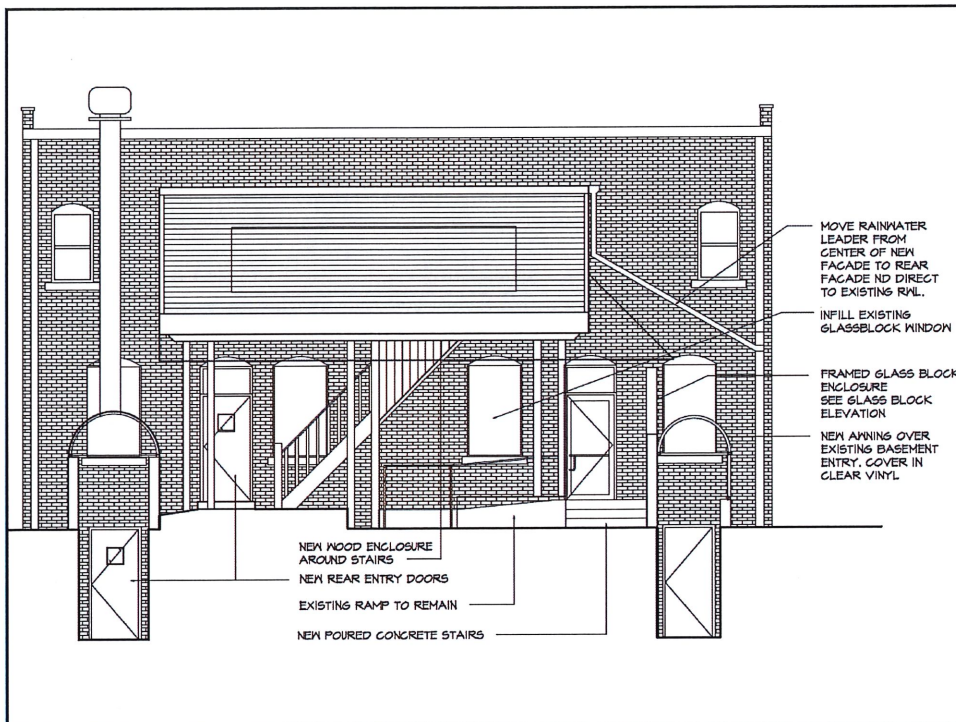 MOVE RAINWATER
LEADER FROM
CENTER OF NEW
FACADE TO REAR
FACADE ND DIRECT
TO EXISTING RWL.
INFILL EXISTING
GLASSBLOCK WINDOW
FRAMED GLASS BLOCK
ENCLOSURE
SEE GLASS BLOCK
ELEVATION
NEW AWNING OVER
EXISTING BASEMENT
ENTRY. COVER IN
CLEAR VINYL
NEW WOOD ENCLOSURE
AROUND STAIRS
NEW REAR ENTRY DOORS
EXISTING RAMP TO REMAIN
NEW POURED CONCRETE STAIRS